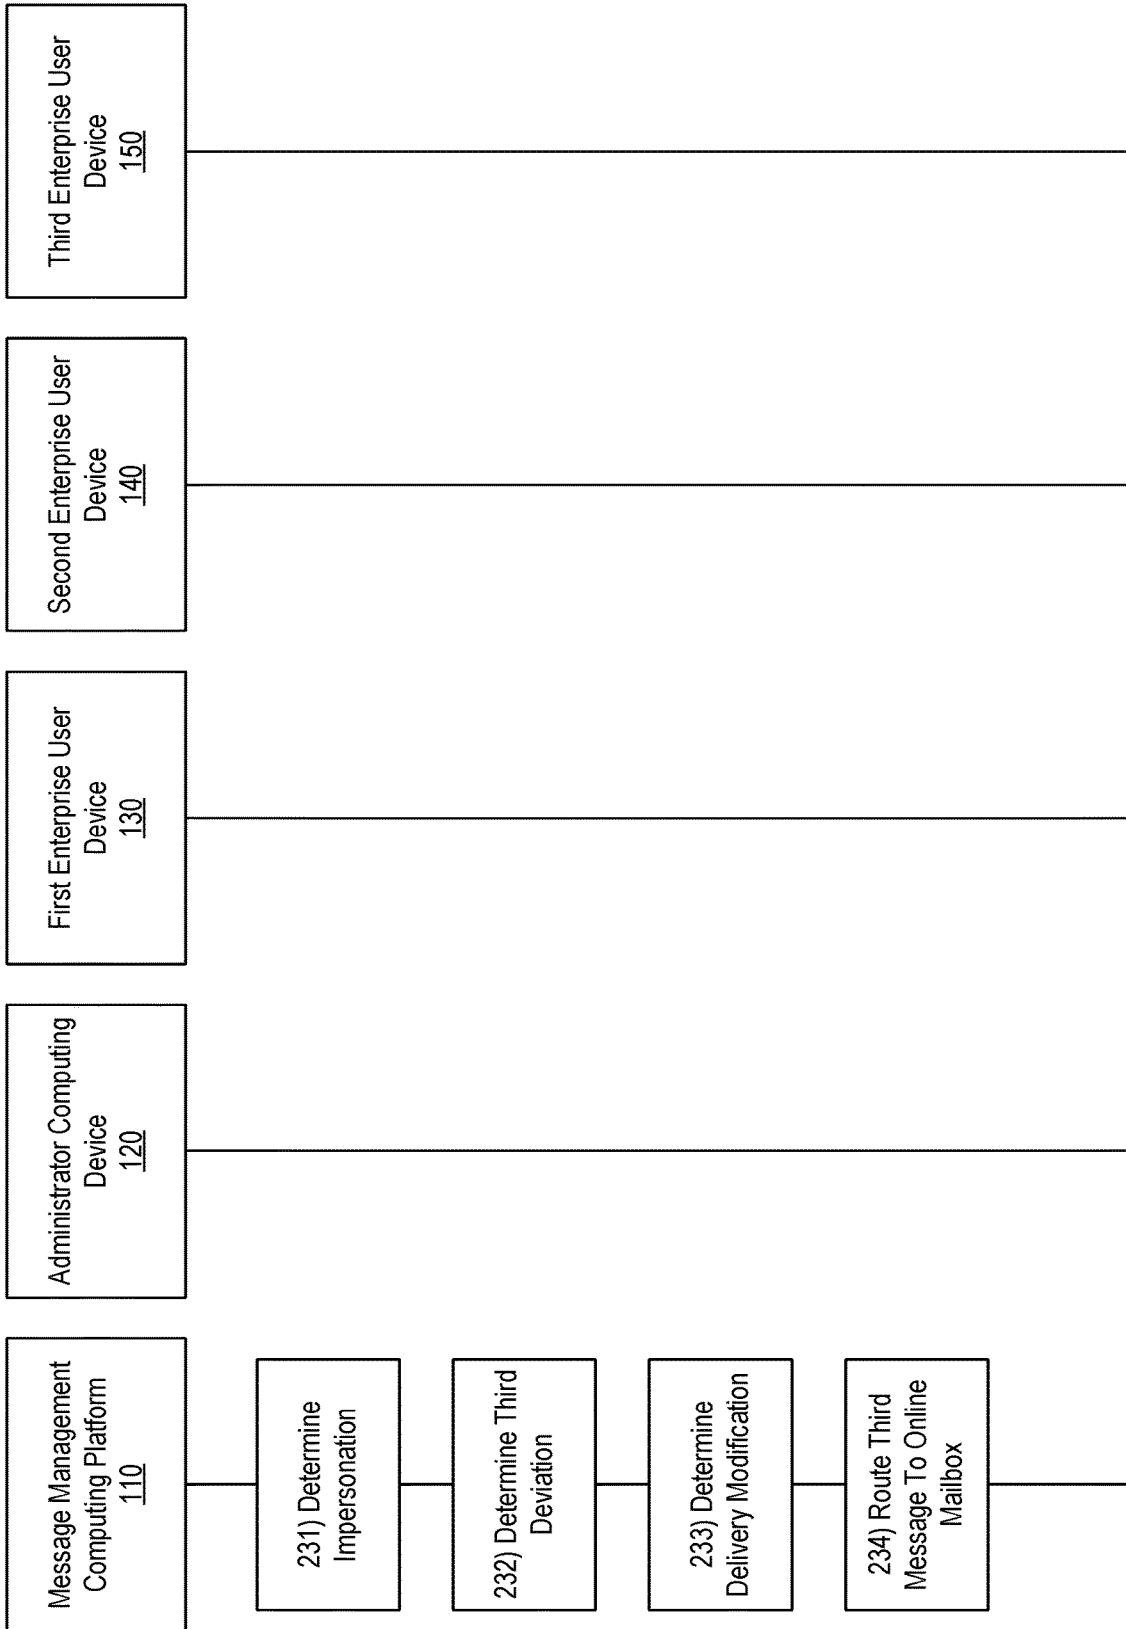 Message Management
Computing Platform
110
Administrator Computing
Device
120
First Enterprise User
Device
130
Second Enterprise User
Device
140
Third Enterprise User
Device
150
231) Determine
Impersonation
232) Determine Third
Deviation
233) Determine
Delivery Modification
234) Route Third
Message To Online
Mailbox